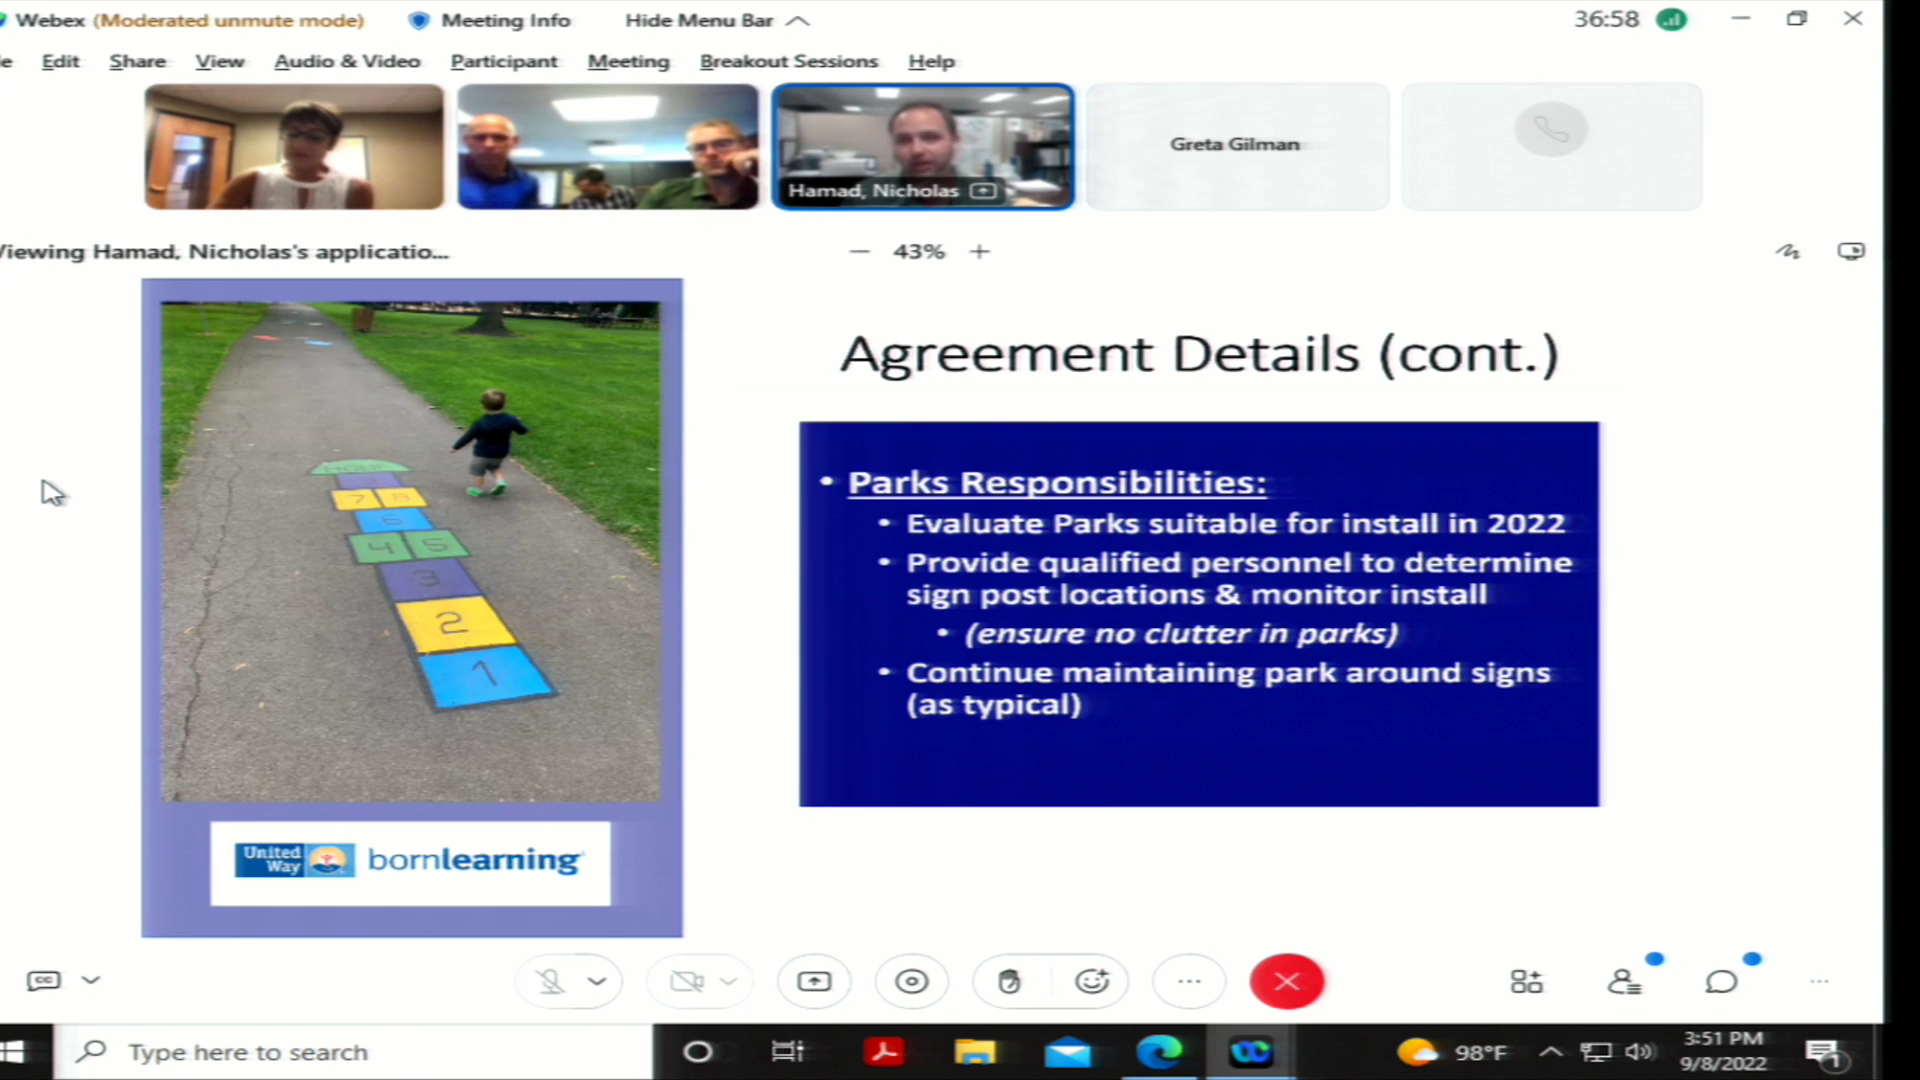 Webex (Moderated unmute mode) Meeting Info Hide Menu Bar 36:58
Edit Share View Audio & Video Participant Meeting Breakout Sessions Help
Greta Gilman
Hamad, Nicholas
Viewing Hamad, Nicholas's applicatio... 43%
Agreement Details (cont.)
• Parks Responsibilities:
• Evaluate Parks suitable for install in 2022
• Provide qualified personnel to determine
sign post locations & monitor install
• (ensure no clutter in parks)
• Continue maintaining park around signs
(as typical)
HOME
7 8
6
4 5
3
2
1
United
Way
bornlearning
CC
Type here to search
98°F
3:51 PM
9/8/2022
1